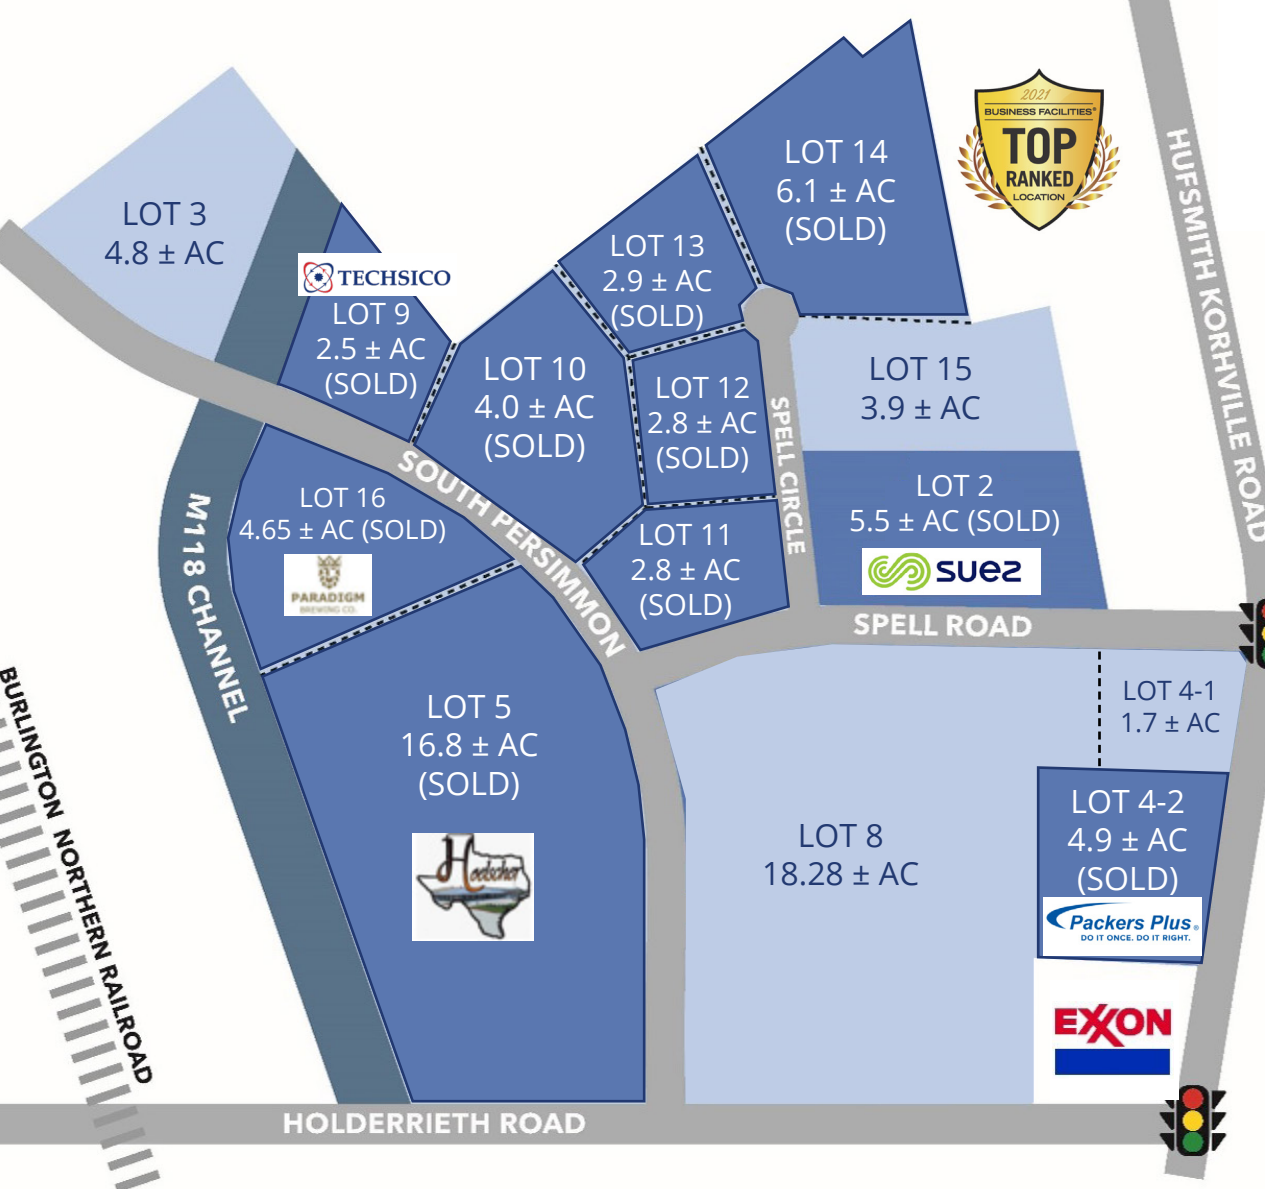 2021
BUSINESS FACILITIES®
TOP
RANKED
LOCATION
HUFSMITH KORHVILLE ROAD
LOT 14
6.1 ± AC
(SOLD)
LOT 3
4.8 ± AC
LOT 13
2.9 ± AC
(SOLD)
TECHSICO
LOT 9
2.5 ± AC
(SOLD)
LOT 10
4.0 ± AC
(SOLD)
LOT 12
2.8 ± AC
(SOLD)
LOT 15
3.9 ± AC
SPELL CIRCLE
LOT 2
5.5 ± AC (SOLD)
suez
SOUTH PERSIMMON
LOT 16
4.65 ± AC (SOLD)
PARADIGM
BREWING CO.
M118 CHANNEL
LOT 11
2.8 ± AC
(SOLD)
SPELL ROAD
BURLINGTON NORTHERN RAILROAD
LOT 5
16.8 ± AC
(SOLD)
Hoelscher
LOT 4-1
1.7 ± AC
LOT 8
18.28 ± AC
LOT 4-2
4.9 ± AC
(SOLD)
Packers Plus®
DO IT ONCE. DO IT RIGHT.
EXXON
HOLDERRIETH ROAD